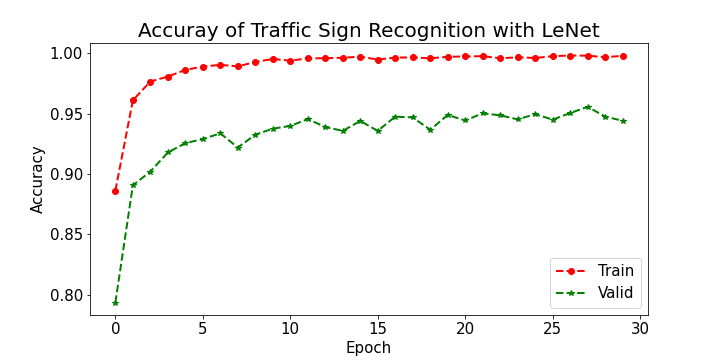 Accuray of Traffic Sign Recognition with LeNet
1.00
0.95
0.90
0.85
0.80
Accuracy
Train
Valid
0 5 10 15 20 25 30
Epoch